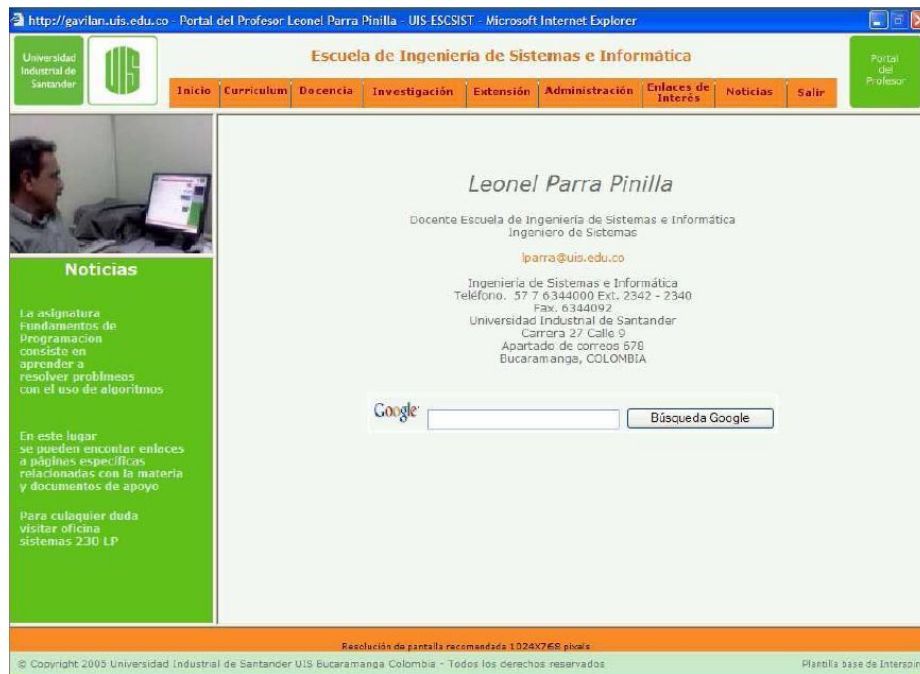 http://gavilan.uis.edu.co - Portal del Profesor Leonel Parra Pinilla - UIS-ESCSIST - Microsoft Internet Explorer
Universidad
Industrial de
Santander
Escuela de Ingeniería de Sistemas e Informática
Portal
del
Profesor
Inicio Curriculum Docencia Investigación Extensión Administración Enlaces de Interés Noticias Salir
Leonel Parra Pinilla
Docente Escuela de Ingeniería de Sistemas e Informática
Ingeniero de Sistemas
lparra@uis.edu.co
Ingeniería de Sistemas e Informática
Teléfono. 57 7 6344000 Ext. 2342 - 2340
Fax. 6344092
Universidad Industrial de Santander
Carrera 27 Calle 9
Apartado de correos 678
Bucaramanga, COLOMBIA
Google
Búsqueda Google
Noticias
La asignatura
Fundamentos de
Programacion
consiste en
aprender a
resolver problmeas
con el uso de algoritmos
En este lugar
se pueden encontar enlaces
a páginas específicas
relacionadas con la materia
y documentos de apoyo
Para culaquier duda
visitar oficina
sistemas 230 LP
Resolución de pantalla recomendada 1024X768 pixels
© Copyright 2005 Universidad Industrial de Santander UIS Bucaramanga Colombia - Todos los derechos reservados
Plantilla base de Interspir